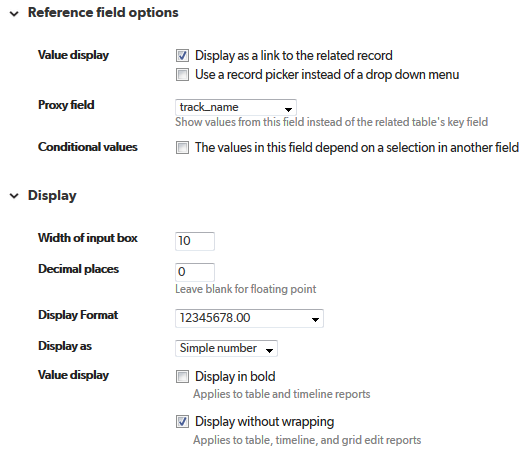 Reference field options
Value display
Display as a link to the related record
Use a record picker instead of a drop down menu
Proxy field
track_name
Show values from this field instead of the related table's key field
Conditional values
The values in this field depend on a selection in another field
Display
Width of input box
10
Decimal places
0
Leave blank for floating point
Display Format
12345678.00
Display as
Simple number
Value display
Display in bold
Applies to table and timeline reports
Display without wrapping
Applies to table, timeline, and grid edit reports